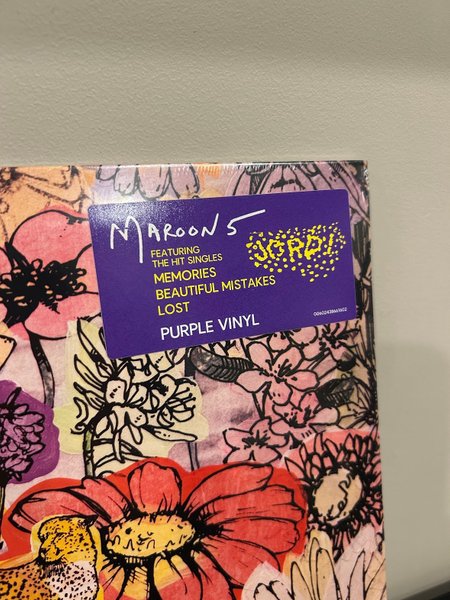 MAROON 5
JORDI
FEATURING
THE HIT SINGLES
MEMORIES
BEAUTIFUL MISTAKES
LOST
PURPLE VINYL